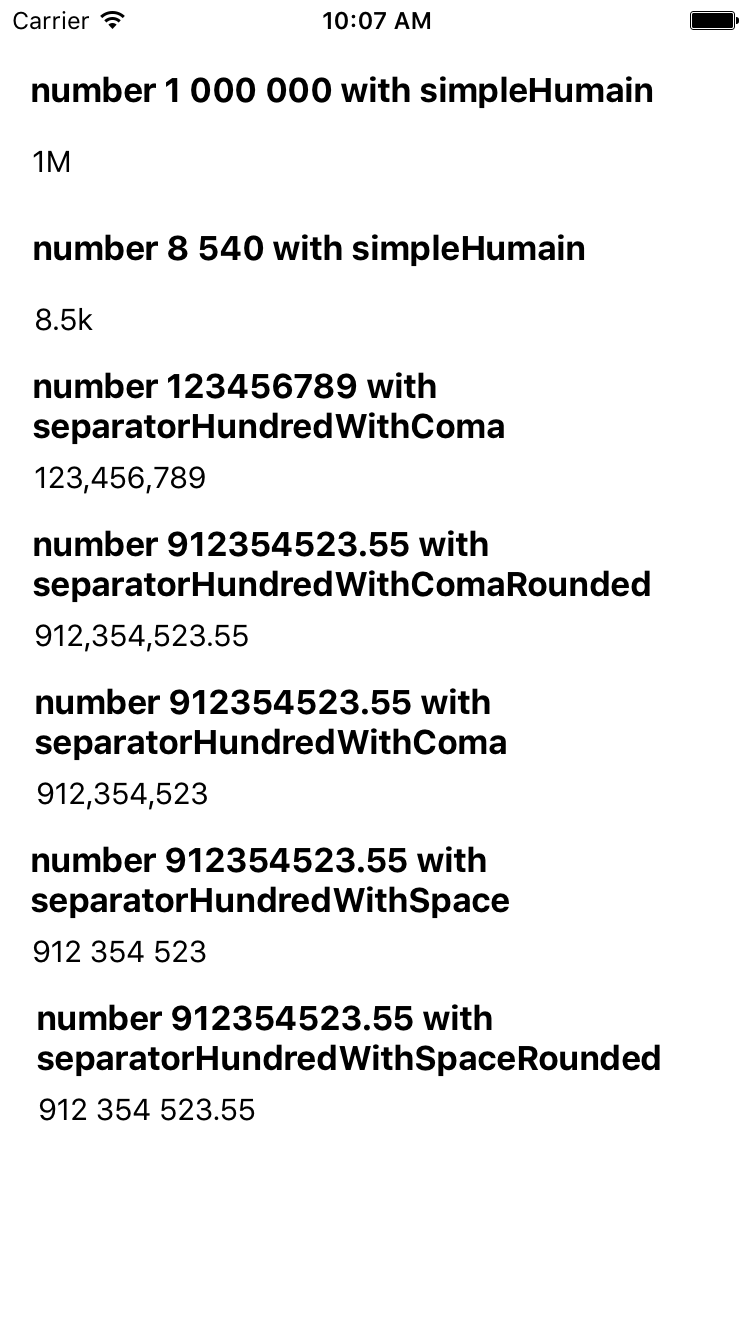 Carrier 10:07 AM
number 1 000 000 with simpleHumain
1M
number 8 540 with simpleHumain
8.5k
number 123456789 with
separatorHundredWithComa
123,456,789
number 912354523.55 with
separatorHundredWithComaRounded
912,354,523.55
number 912354523.55 with
separatorHundredWithComa
912,354,523
number 912354523.55 with
separatorHundredWithSpace
912 354 523
number 912354523.55 with
separatorHundredWithSpaceRounded
912 354 523.55